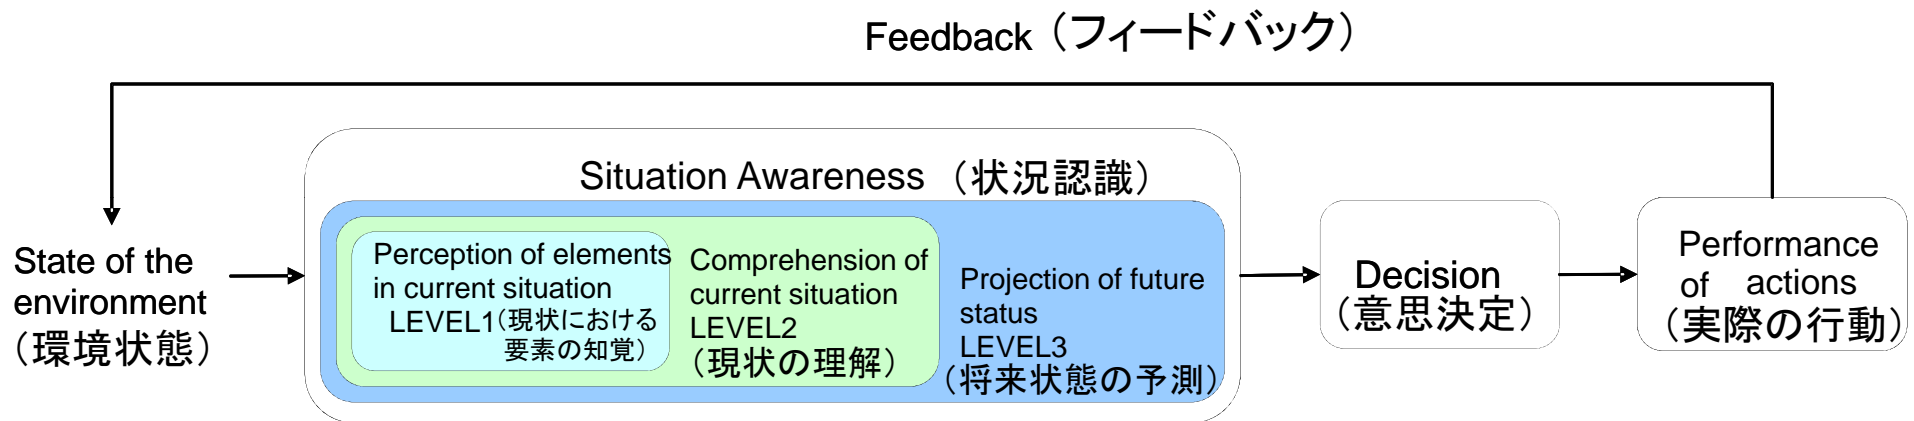 Feedback（フィードバック）
Situation Awareness （状況認識）
State of the
environment
（環境状態）
Perception of elements
in current situation
LEVEL1（現状における
要素の知覚）
Comprehension of
current situation
LEVEL2
（現状の理解）
Projection of future
status
LEVEL3
（将来状態の予測）
Decision
（意思決定）
Performance
of actions
（実際の行動）